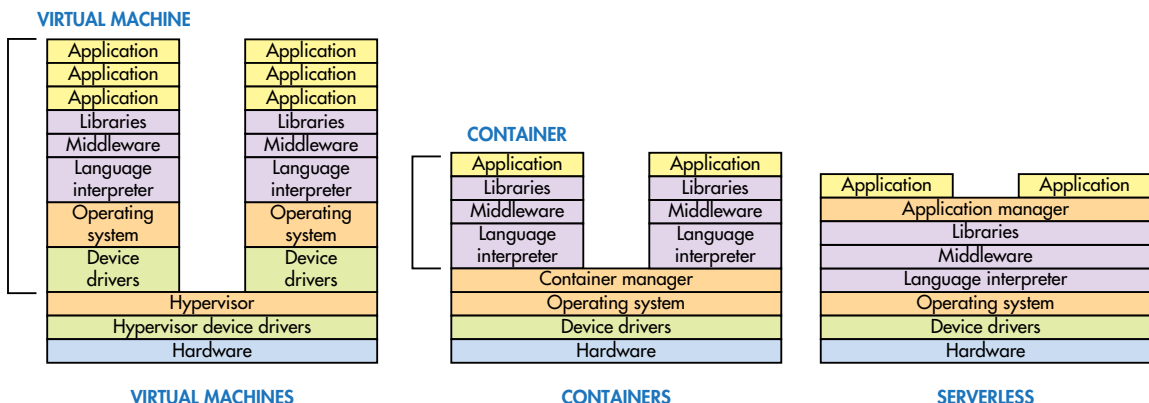 VIRTUAL MACHINE
Application
Application
Application
Libraries
Middleware
Language
interpreter
Operating
system
Device
drivers
Application
Application
Application
Libraries
Middleware
Language
interpreter
Operating
system
Device
drivers
Hypervisor
Hypervisor device drivers
Hardware
VIRTUAL MACHINES
CONTAINER
Application
Libraries
Middleware
Language
interpreter
Application
Libraries
Middleware
Language
interpreter
Container manager
Operating system
Device drivers
Hardware
CONTAINERS
Application
Application
Application manager
Libraries
Middleware
Language interpreter
Operating system
Device drivers
Hardware
SERVERLESS